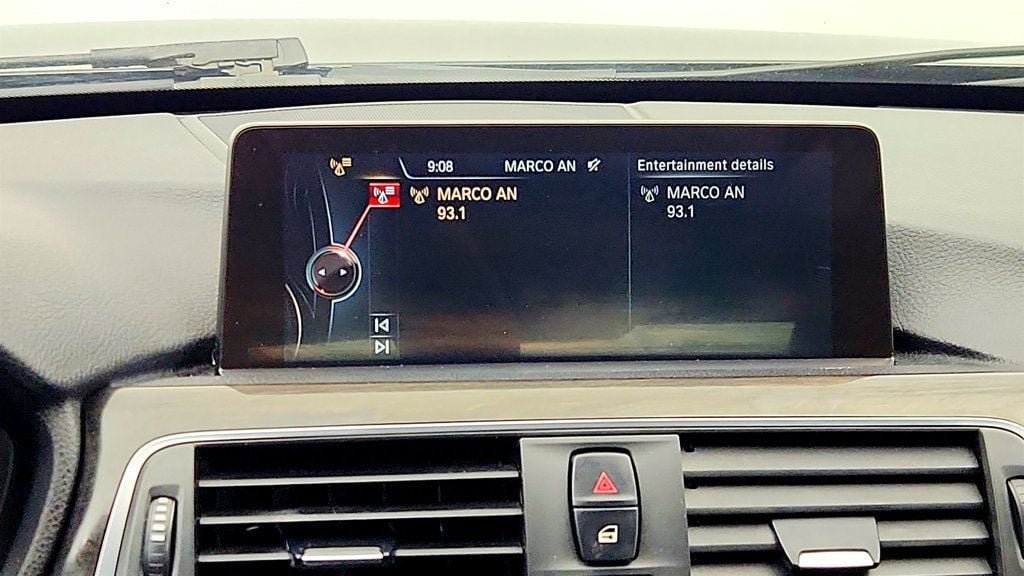 9:08 MARCO AN
Entertainment details
MARCO AN
93.1
MARCO AN
93.1